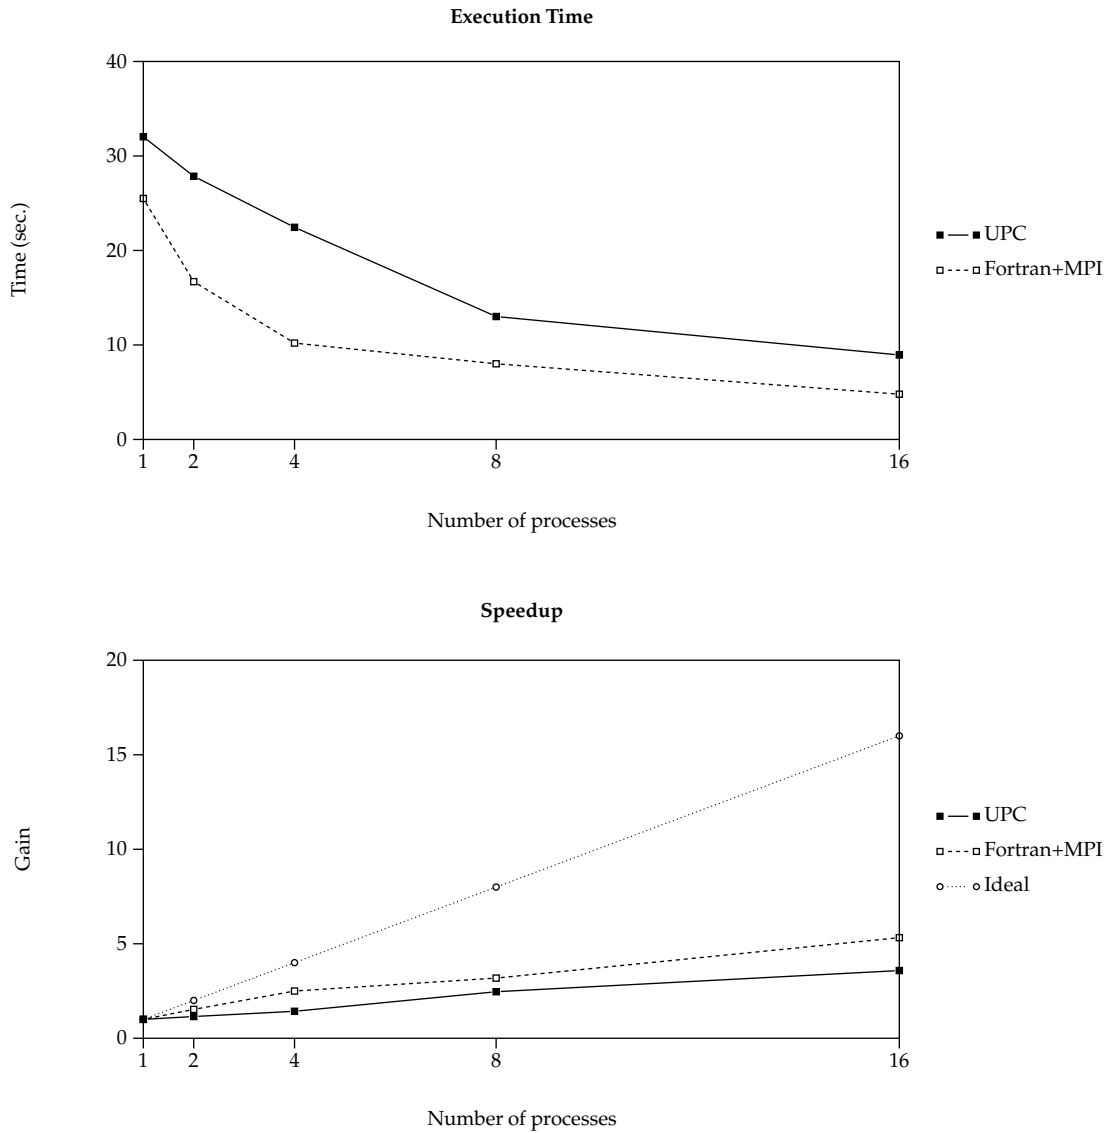 Execution Time
40
30
20
10
0
1 2 4 8 16
Time (sec.)
Number of processes
UPC
Fortran+MPI
Speedup
20
15
10
5
0
1 2 4 8 16
Gain
Number of processes
UPC
Fortran+MPI
Ideal